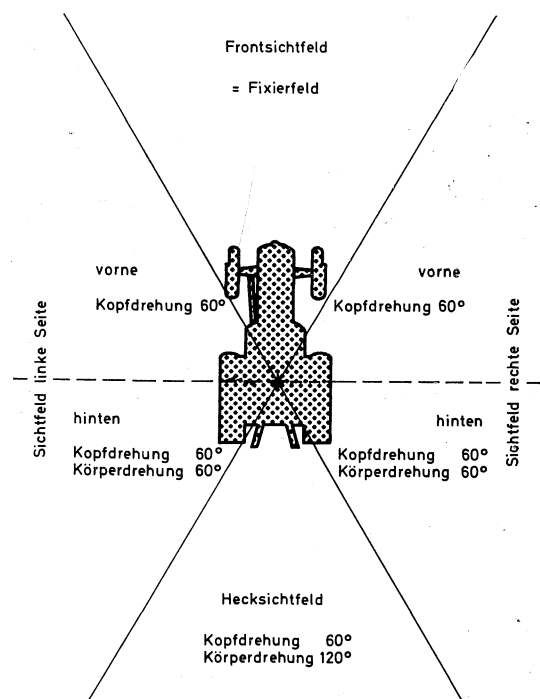 Frontsichtfeld
= Fixierfeld
vorne
Kopfdrehung 60°
vorne
Kopfdrehung 60°
Sichtfeld linke Seite
Sichtfeld rechte Seite
hinten
Kopfdrehung 60°
Körperdrehung 60°
hinten
Kopfdrehung 60°
Körperdrehung 60°
Hecksichtfeld
Kopfdrehung 60°
Körperdrehung 120°